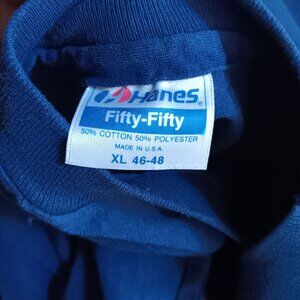 Hanes
Fifty-Fifty
50% COTTON 50% POLYESTER
MADE IN U.S.A.
XL 46-48